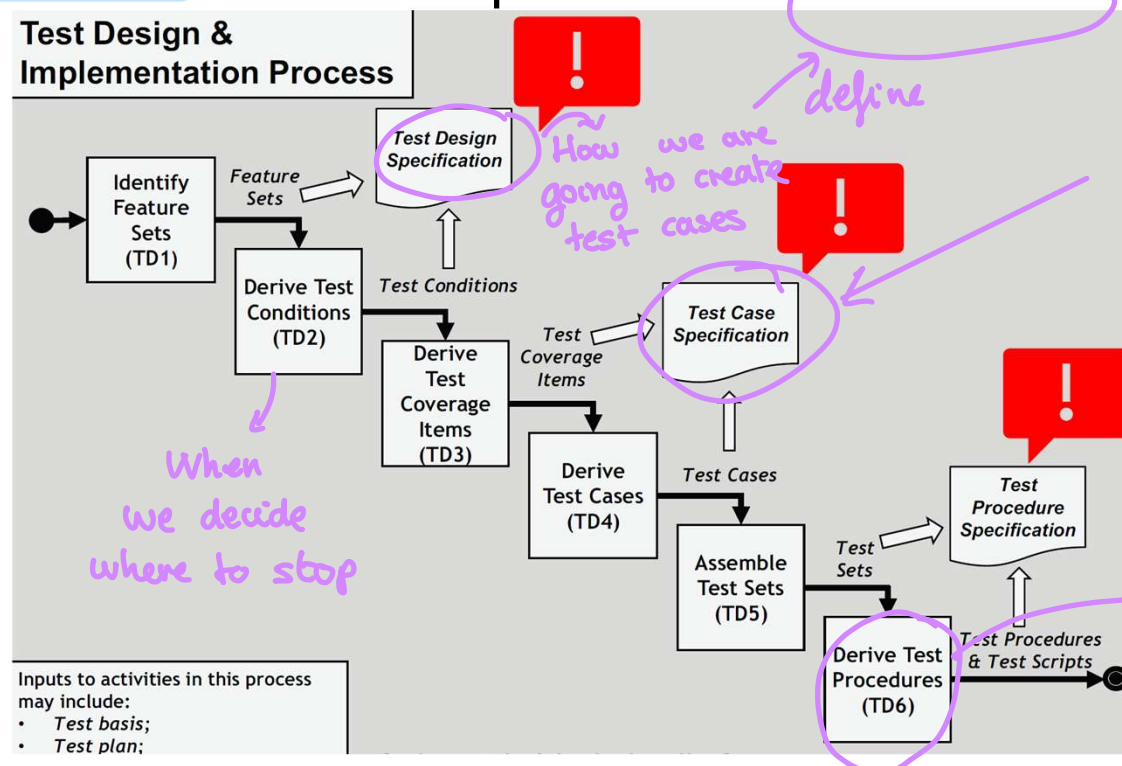 Test Design &
Implementation Process
!
define
Test Design
Specification
How we are
going to create
test cases
Identify
Feature
Sets
(TD1)
Feature
Sets
!
Derive Test
Conditions
(TD2)
Test Conditions
Test Case
Specification
Test
Coverage
Items
Derive
Test
Coverage
Items
(TD3)
!
When
we decide
where to stop
Derive
Test Cases
(TD4)
Test Cases
Test
Procedure
Specification
Assemble
Test Sets
(TD5)
Test
Sets
Derive Test
Procedures
(TD6)
Test Procedures
& Test Scripts
Inputs to activities in this process
may include:
• Test basis;
• Test plan;